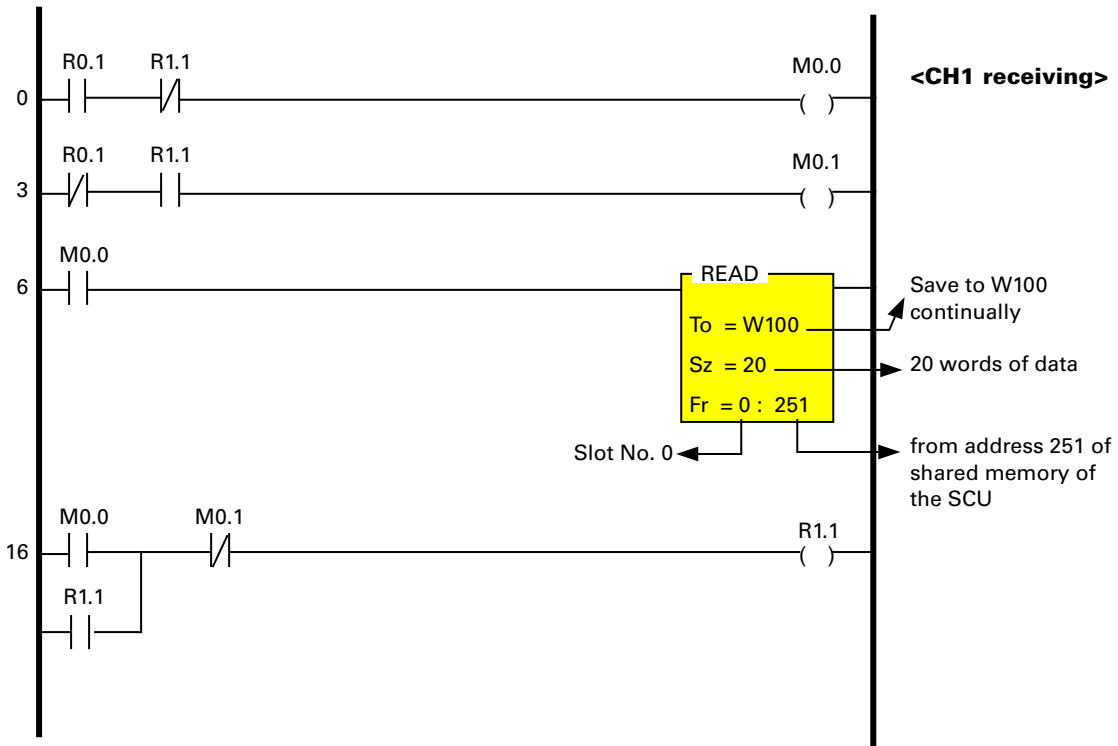 R0.1 R1.1 M0.0
<CH1 receiving>
0 ( )
R0.1 R1.1 M0.1
3 ( )
M0.0
6
READ
To = W100
Sz = 20
Fr = 0 : 251
Save to W100
continually
20 words of data
Slot No. 0
from address 251 of
shared memory of
the SCU
M0.0 M0.1 R1.1
16 ( )
R1.1